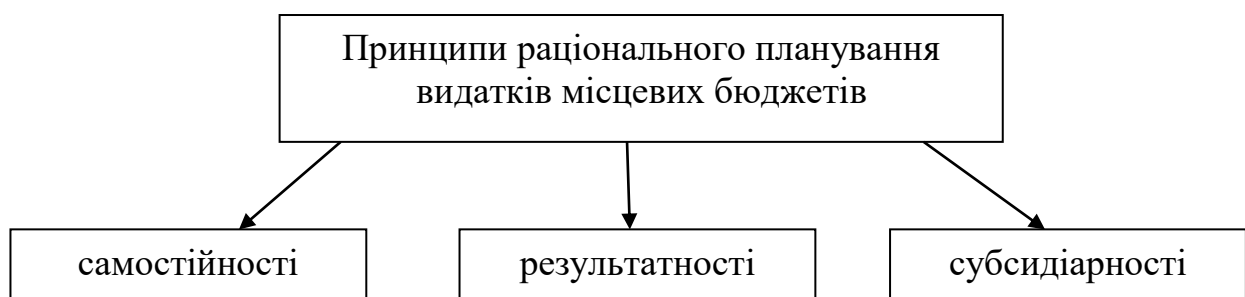 Принципи раціонального планування
видатків місцевих бюджетів
самостійності
результатності
субсидіарності